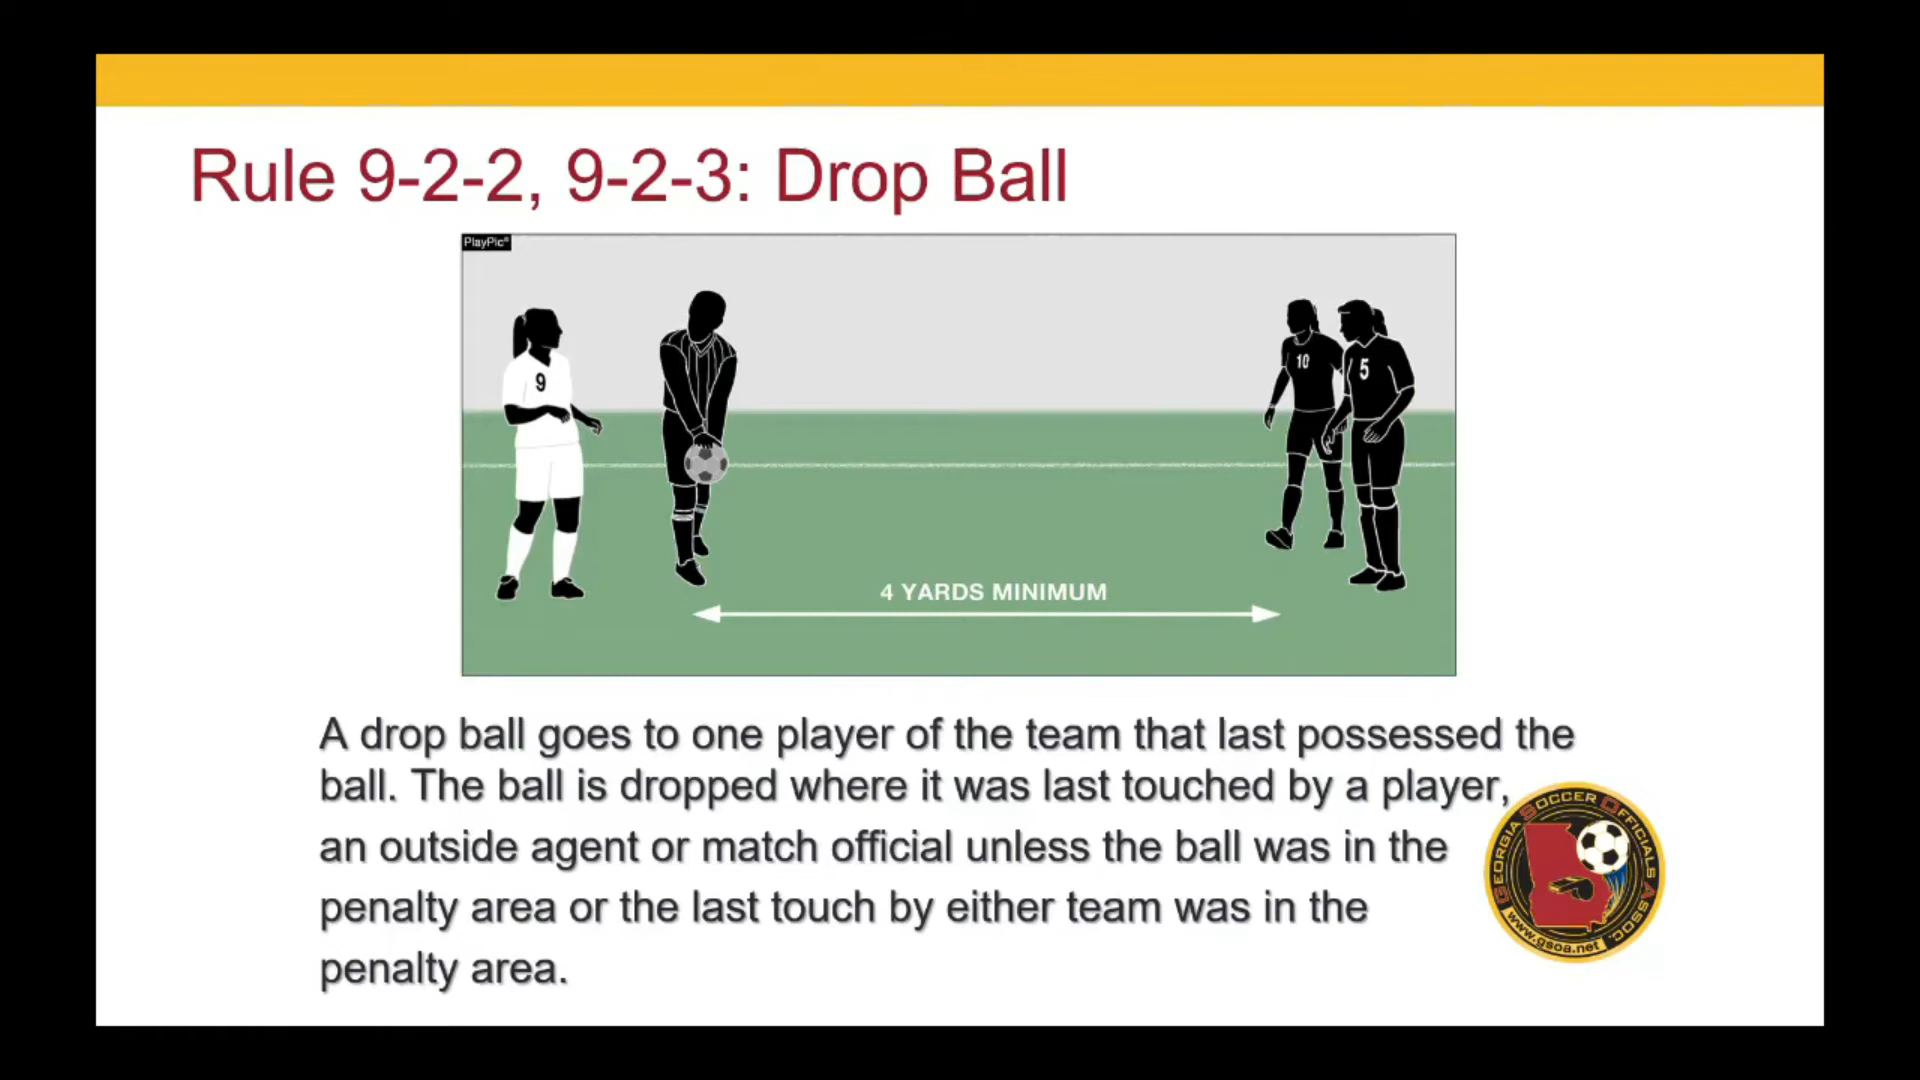 Rule 9-2-2, 9-2-3: Drop Ball
PlayPic®
9
10
5
4 YARDS MINIMUM
A drop ball goes to one player of the team that last possessed the
ball. The ball is dropped where it was last touched by a player,
an outside agent or match official unless the ball was in the
penalty area or the last touch by either team was in the
penalty area.
GEORGIA SOCCER OFFICIALS ASSOC.
www.gsoa.net